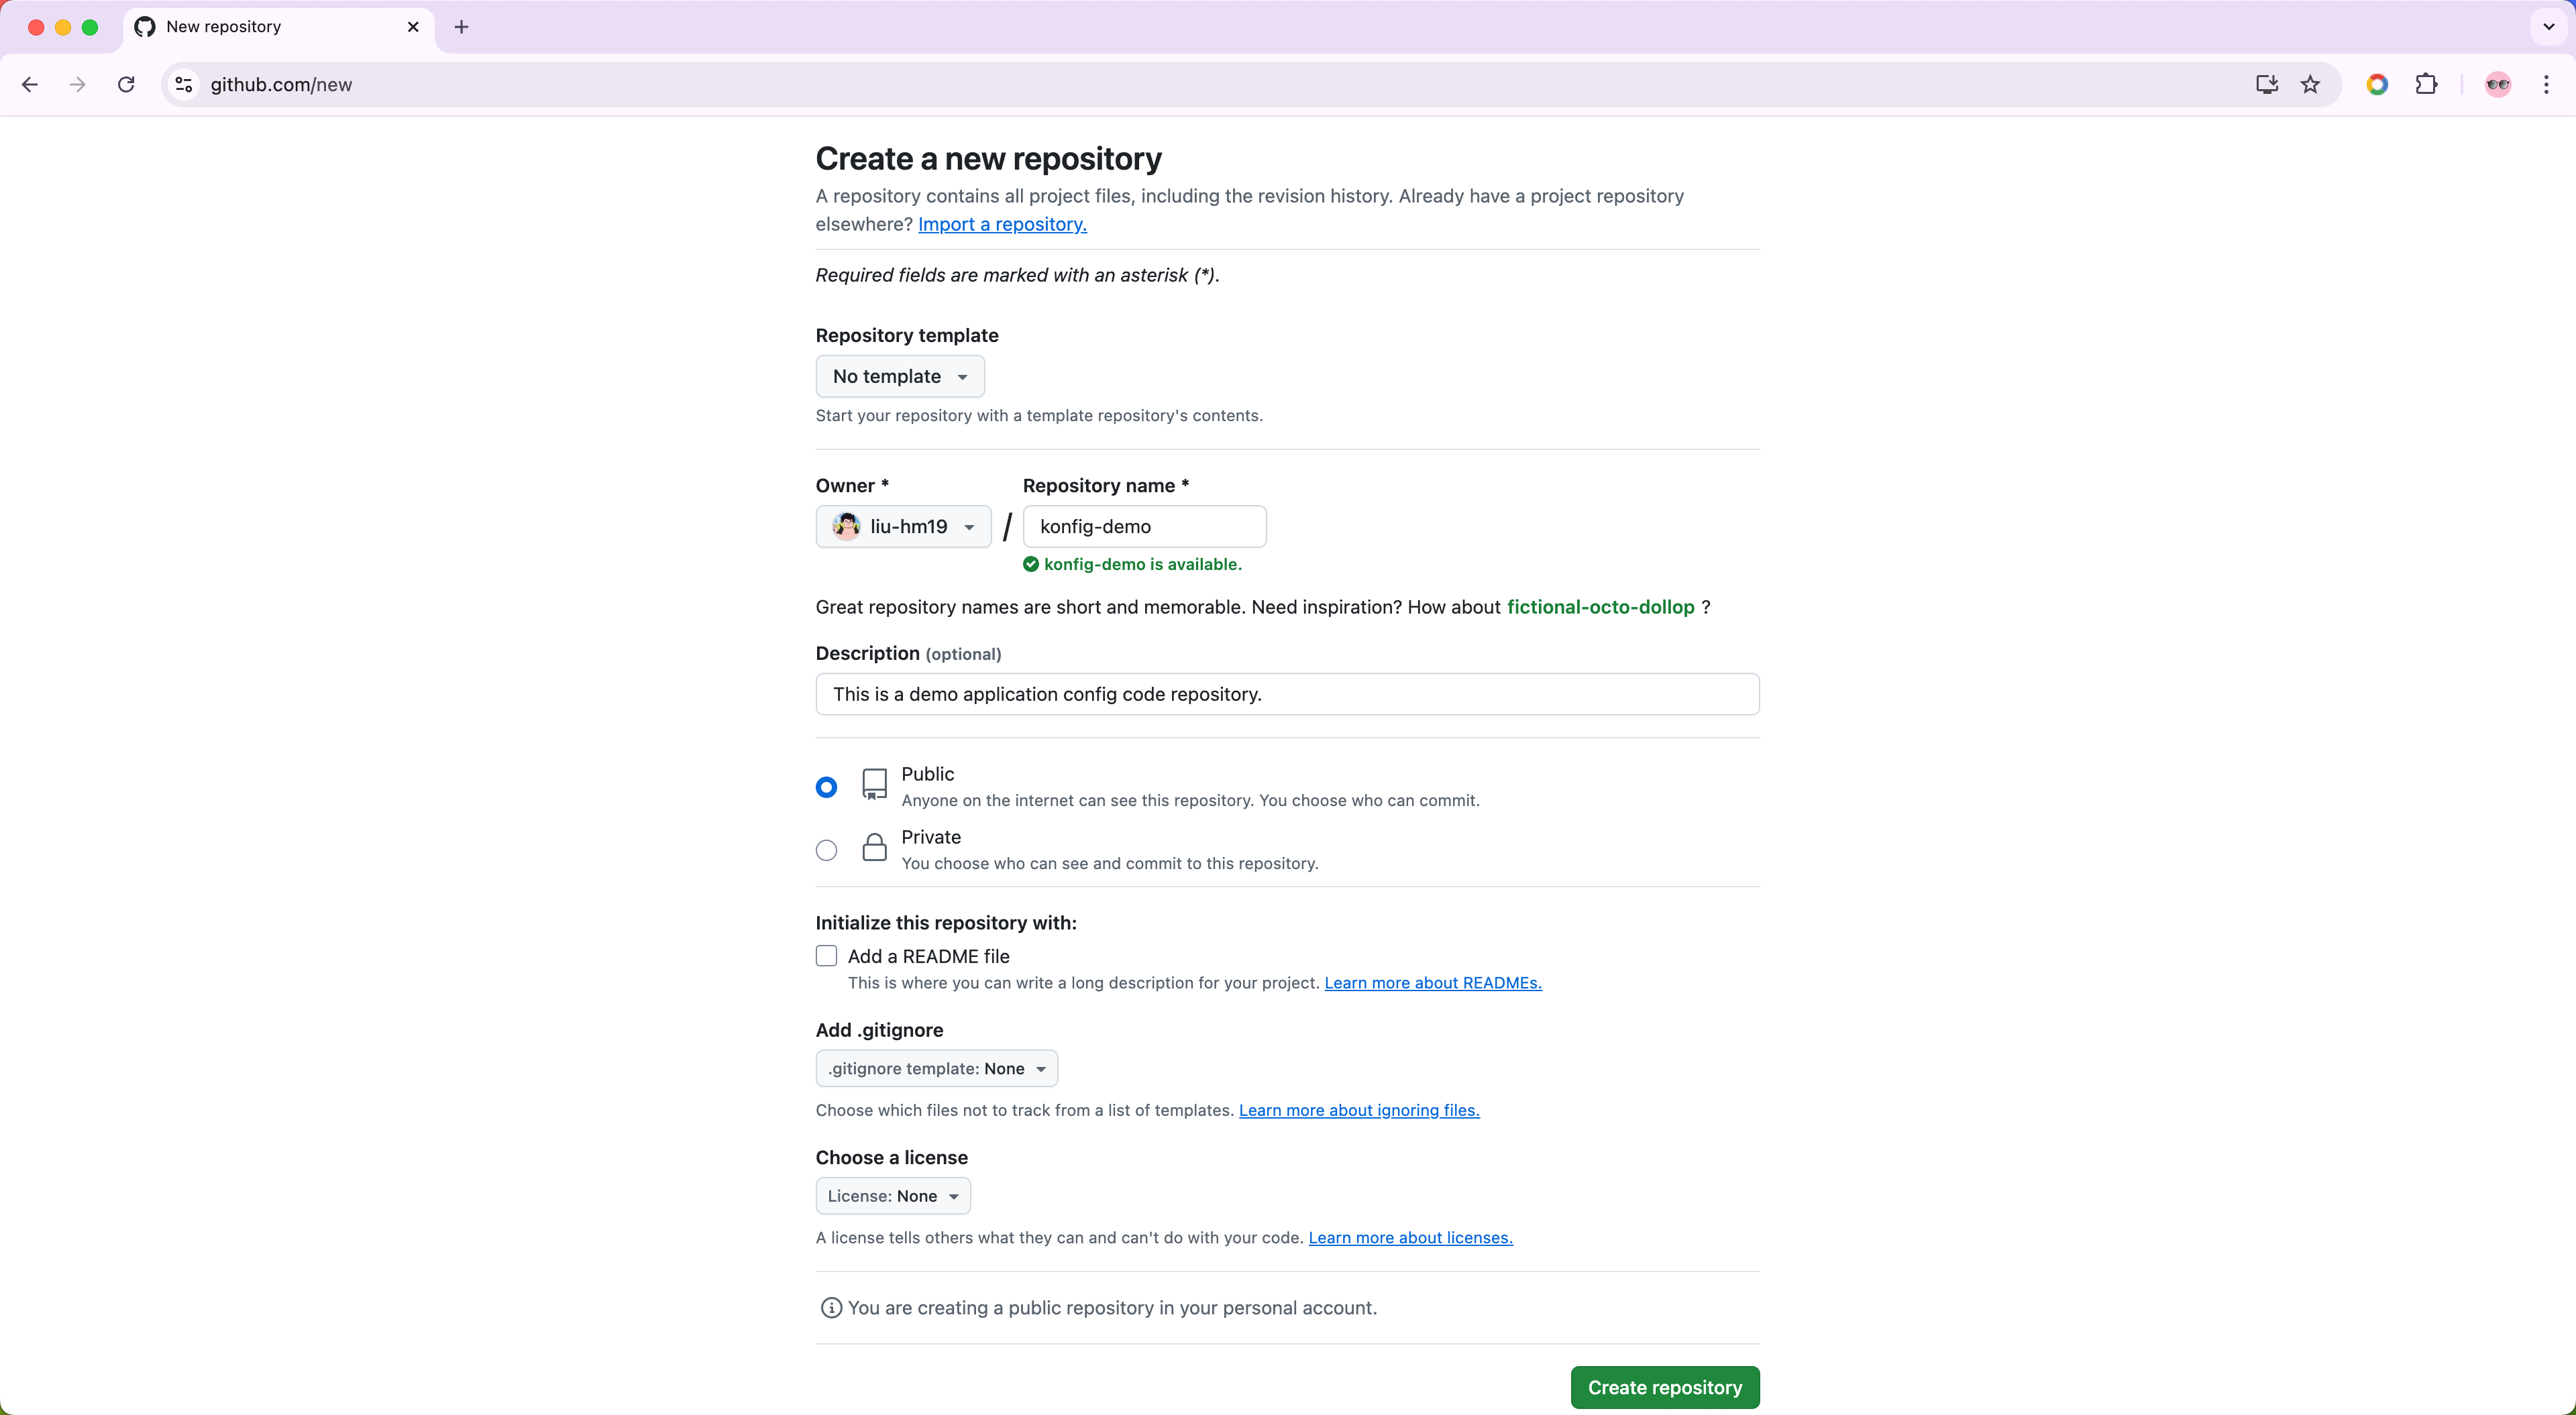 New repository
github.com/new
Create a new repository
A repository contains all project files, including the revision history. Already have a project repository
elsewhere? Import a repository.
Required fields are marked with an asterisk (*).
Repository template
No template
Start your repository with a template repository's contents.
Owner *
Repository name *
liu-hm19
/
konfig-demo
konfig-demo is available.
Great repository names are short and memorable. Need inspiration? How about fictional-octo-dollop ?
Description (optional)
This is a demo application config code repository.
Public
Anyone on the internet can see this repository. You choose who can commit.
Private
You choose who can see and commit to this repository.
Initialize this repository with:
Add a README file
This is where you can write a long description for your project. Learn more about READMEs.
Add .gitignore
.gitignore template: None
Choose which files not to track from a list of templates. Learn more about ignoring files.
Choose a license
License: None
A license tells others what they can and can't do with your code. Learn more about licenses.
You are creating a public repository in your personal account.
Create repository